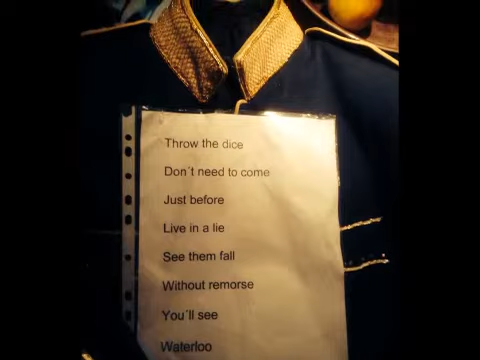 Throw the dice
Don´t need to come
Just before
Live in a lie
See them fall
Without remorse
You´ll see
Waterloo